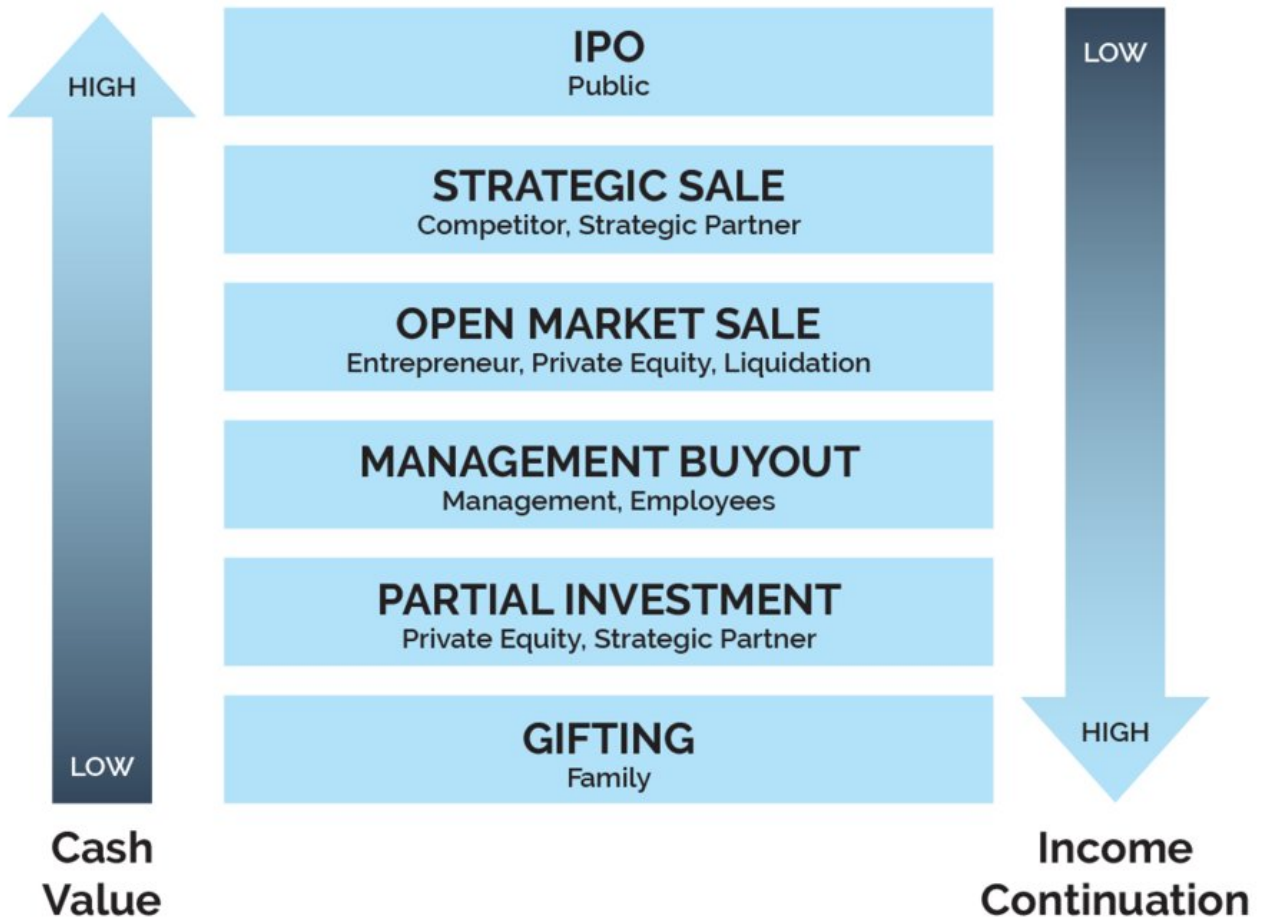 HIGH
IPO
Public
LOW
STRATEGIC SALE
Competitor, Strategic Partner
OPEN MARKET SALE
Entrepreneur, Private Equity, Liquidation
MANAGEMENT BUYOUT
Management, Employees
PARTIAL INVESTMENT
Private Equity, Strategic Partner
LOW
GIFTING
Family
HIGH
Cash
Value
Income
Continuation